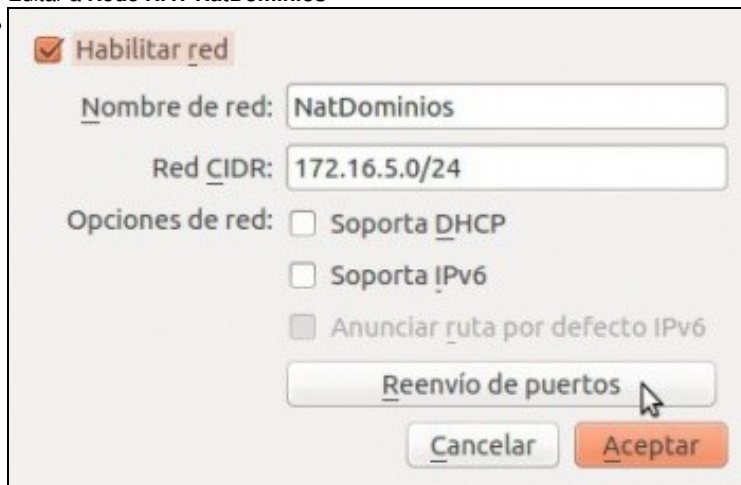 Habilitar red
Nombre de red: NatDominios
Red CIDR: 172.16.5.0/24
Opciones de red: Soporta DHCP
Soporta IPv6
Anunciar ruta por defecto IPv6
Reenvío de puertos
Cancelar Aceptar